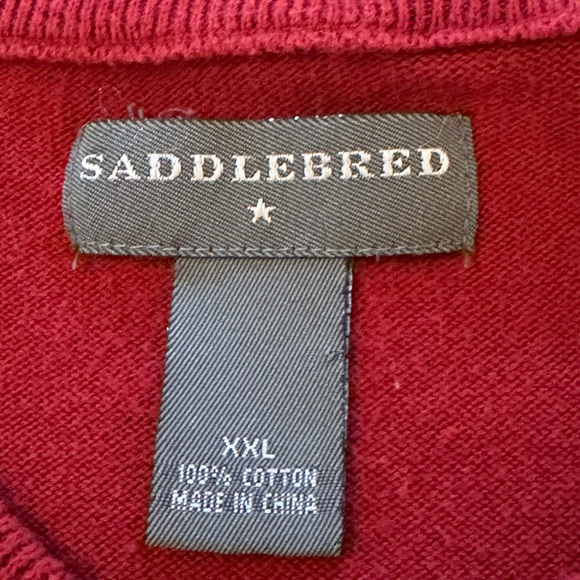 SADDLEBRED
XXL
100% COTTON
MADE IN CHINA